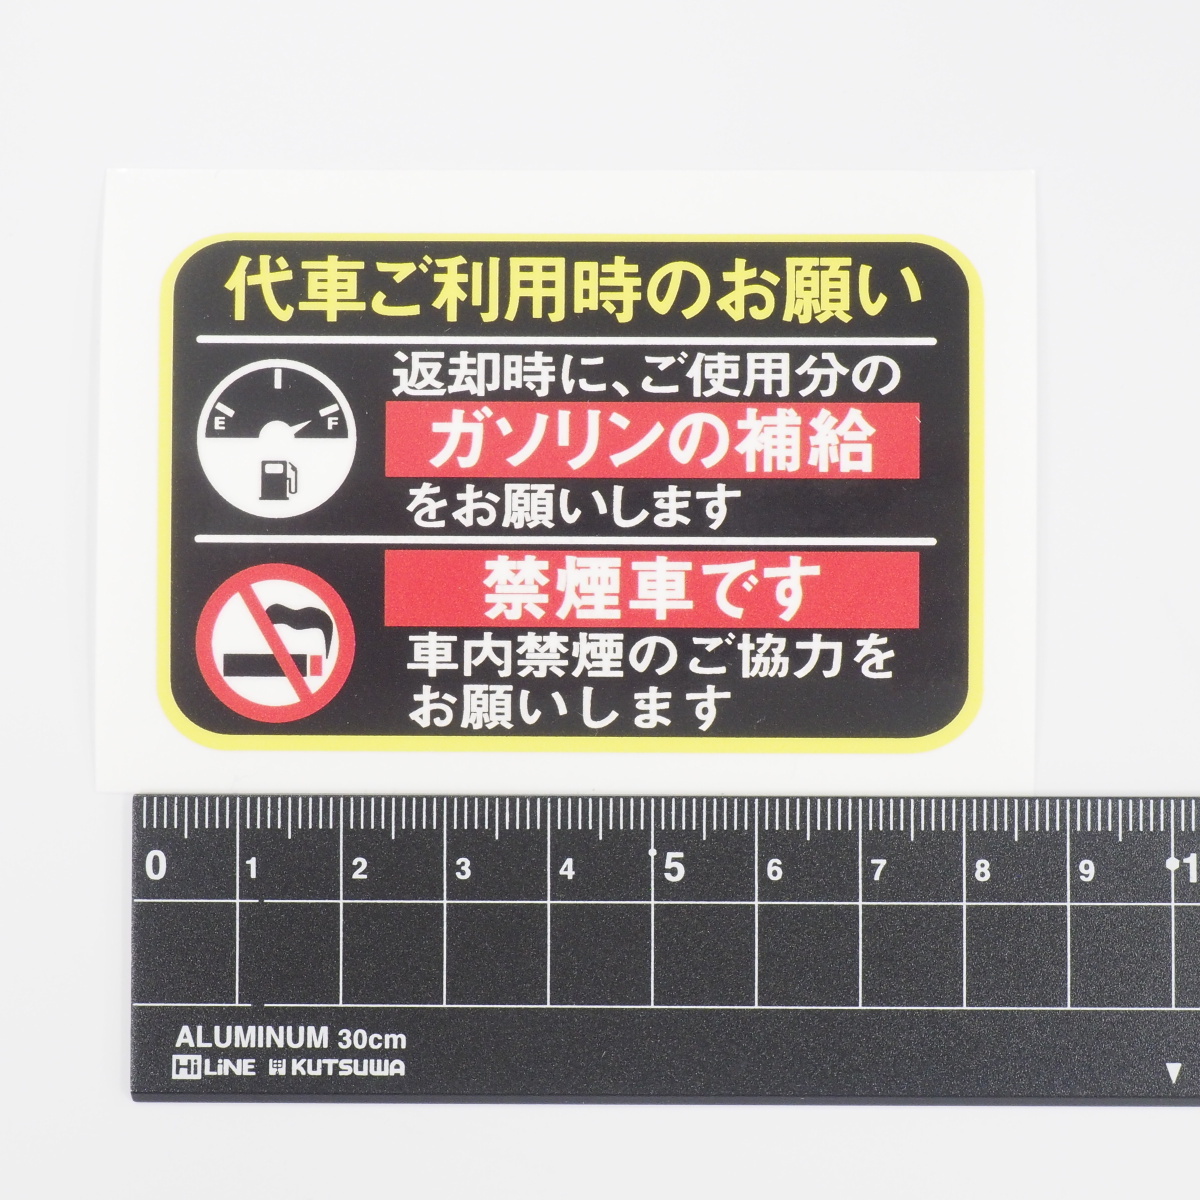 代車ご利用時のお願い
返却時に、ご使用分の
E F
ガソリンの補給
をお願いします
禁煙車です
車内禁煙のご協力を
お願いします
0 1 2 3 4 5 6 7 8 9 1
ALUMINUM 30cm
Hi LiNE KUTSUWA